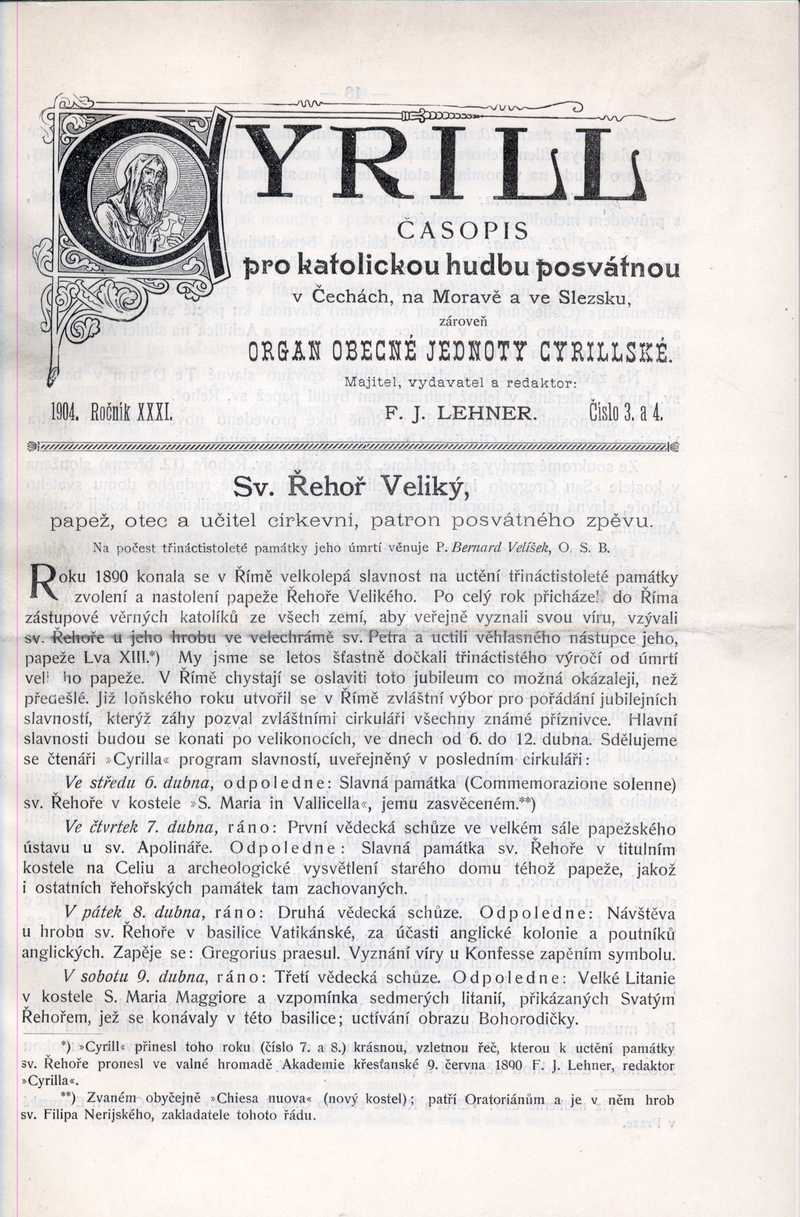 CYRILL
ČASOPIS
pro katolickou hudbu posvátnou
v Čechách, na Moravě a ve Slezsku,
zároveň
ORGAN OBECNÉ JEDNOTY CYRILLSKÉ.
Majitel, vydavatel a redaktor:
1904. Ročník XXXI. F. J. LEHNER. Číslo 3. a 4.
Sv. Řehoř Veliký,
papež, otec a učitel církevní, patron posvátného zpěvu.
Na počest třináctistoleté památky jeho úmrtí věnuje P. Bernard Velíšek, O. S. B.
Roku 1890 konala se v Římě velkolepá slavnost na uctění třináctistoleté památky
zvolení a nastolení papeže Řehoře Velikého. Po celý rok přicházel do Říma
zástupové věrných katolíků ze všech zemí, aby veřejně vyznali svou víru, vzývali
sv. Řehoře u jeho hrobu ve velechrámě sv. Petra a uctili věhlasného nástupce jeho,
papeže Lva XIII.*) My jsme se letos šťastně dočkali třináctistého výročí od úmrtí
vel ho papeže. V Římě chystají se oslaviti toto jubileum co možná okázaleji, než
předešlé. Již loňského roku utvořil se v Římě zvláštní výbor pro pořádání jubilejních
slavností, kterýž záhy pozval zvláštními cirkuláři všechny známé příznivce. Hlavní
slavnosti budou se konati po velikonocích, ve dnech od 6. do 12. dubna. Sdělujeme
se čtenáři »Cyrilla« program slavností, uveřejněný v posledním cirkuláři:
Ve středu 6. dubna, odpoledne: Slavná památka (Commemorazione solenne)
sv. Řehoře v kostele »S. Maria in Vallicella«, jemu zasvěceném.**)
Ve čtvrtek 7. dubna, ráno: První vědecká schůze ve velkém sále papežského
ústavu u sv. Apolináře. Odpoledne: Slavná památka sv. Řehoře v titulním
kostele na Celiu a archeologické vysvětlení starého domu téhož papeže, jakož
i ostatních řehořských památek tam zachovaných.
V pátek 8. dubna, ráno: Druhá vědecká schůze. Odpoledne: Návštěva
u hrobu sv. Řehoře v basilice Vatikánské, za účasti anglické kolonie a poutníků
anglických. Zapěje se: Gregorius praesul. Vyznání víry u Konfesse zapěním symbolu.
V sobotu 9. dubna, ráno: Třetí vědecká schůze. Odpoledne: Velké Litanie
v kostele S. Maria Maggiore a vzpomínka sedmerých litanií, přikázaných Svatým
Řehořem, jež se konávaly v této basilice; uctívání obrazu Bohorodičky.
*) »Cyrill« přinesl toho roku (číslo 7. a 8.) krásnou, vzletnou řeč, kterou k uctění památky
sv. Řehoře pronesl ve valné hromadě Akademie křesťanské 9. června 1890 F. J. Lehner, redaktor
»Cyrilla«.
**) Zvaném obyčejně »Chiesa nuova« (nový kostel); patří Oratoriánům a je v něm hrob
sv. Filipa Nerijského, zakladatele tohoto řádu.